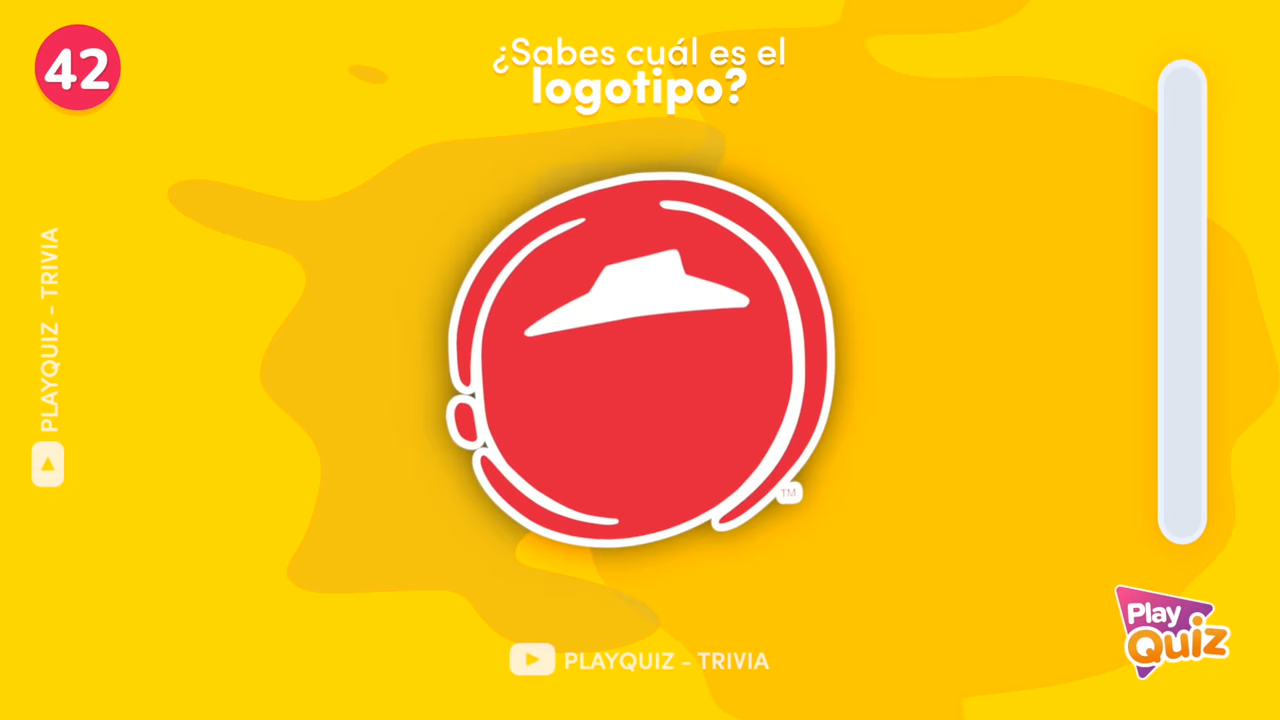 42
¿Sabes cuál es el
logotipo?
PLAYQUIZ - TRIVIA
TM
Play
Quiz
PLAYQUIZ - TRIVIA